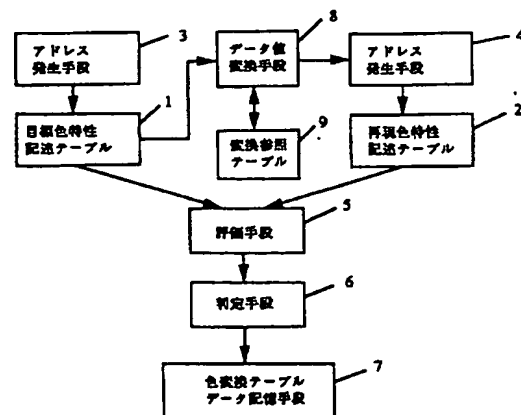 3
アドレス
発生手段
8
データ値
変換手段
4
アドレス
発生手段
1
目標色特性
記述テーブル
9
変換参照
テーブル
2
再現色特性
記述テーブル
5
評価手段
6
判定手段
7
色変換テーブル
データ記憶手段